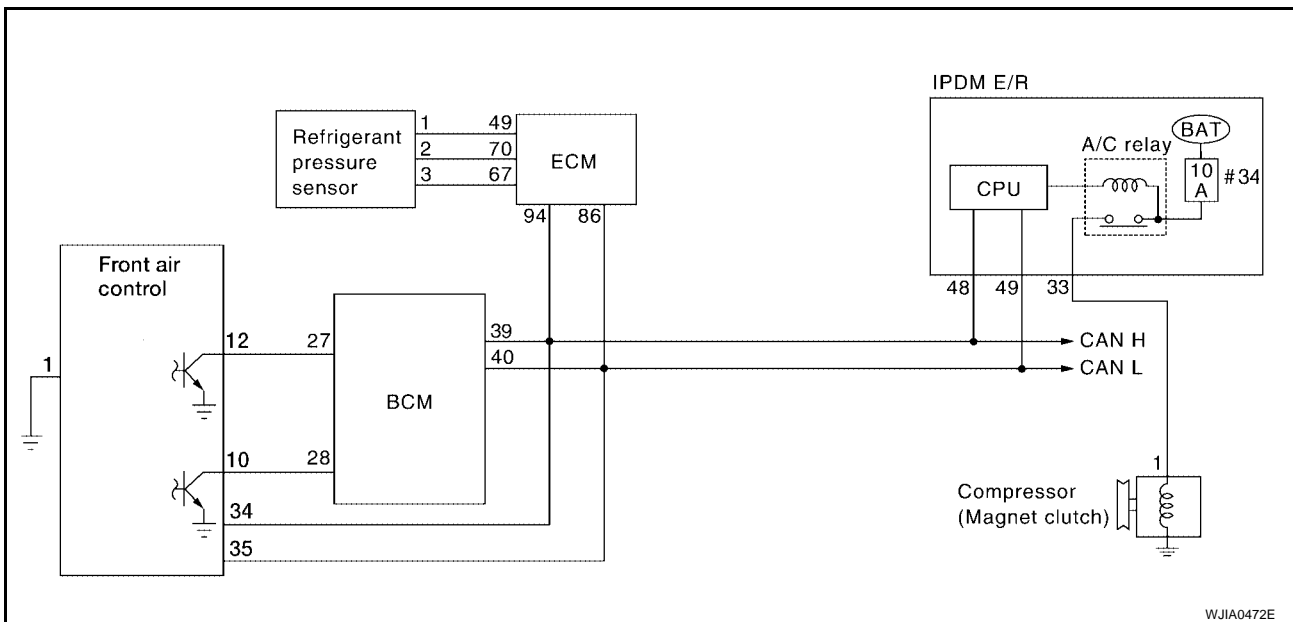 IPDM E/R
BAT
A/C relay
10
A
#34
CPU
48
49
33
Refrigerant
pressure
sensor
1
49
2
70
3
67
ECM
94
86
Front air
control
1
12
27
10
28
34
35
BCM
39
40
CAN H
CAN L
Compressor
(Magnet clutch)
1
WJIA0472E